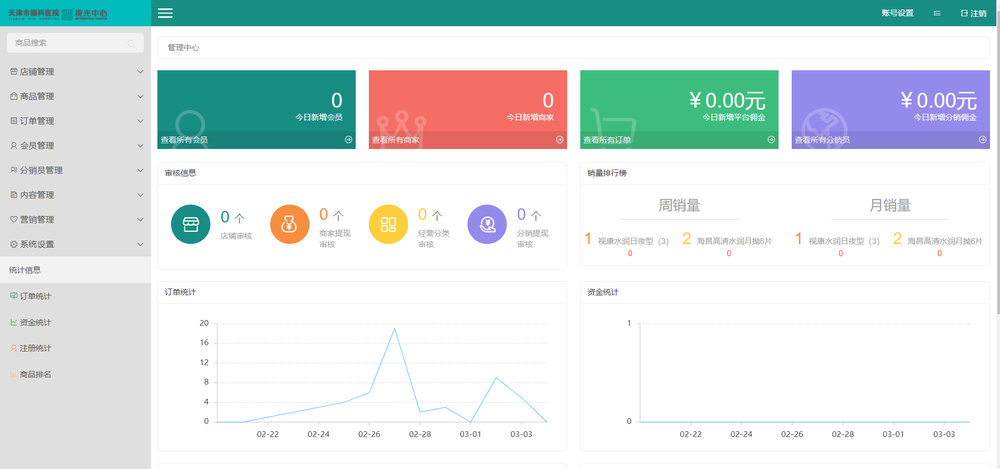 天津市眼科医院 视光中心
TIANJIN EYE HOSPITAL OPTOMETRIC CENTER
账号设置 注销
商品搜索
店铺管理
商品管理
订单管理
会员管理
分销员管理
内容管理
营销管理
系统设置
统计信息
订单统计
资金统计
注册统计
商品排名
管理中心
0
今日新增会员
查看所有会员
0
今日新增商家
查看所有商家
¥ 0.00元
今日新增平台佣金
查看所有订单
¥ 0.00元
今日新增分销佣金
查看所有分销员
审核信息
0 个
店铺审核
0 个
商家提现
审核
0 个
经营分类
审核
0 个
分销提现
审核
销量排行榜
周销量
1 视康水润日夜型（3）
0
2 海昌高清水润月抛6片
0
月销量
1 视康水润日夜型（3）
0
2 海昌高清水润月抛6片
0
订单统计
20
16
12
8
4
0
02-22 02-24 02-26 02-28 03-01 03-03
资金统计
1
0
02-22 02-24 02-26 02-28 03-01 03-03